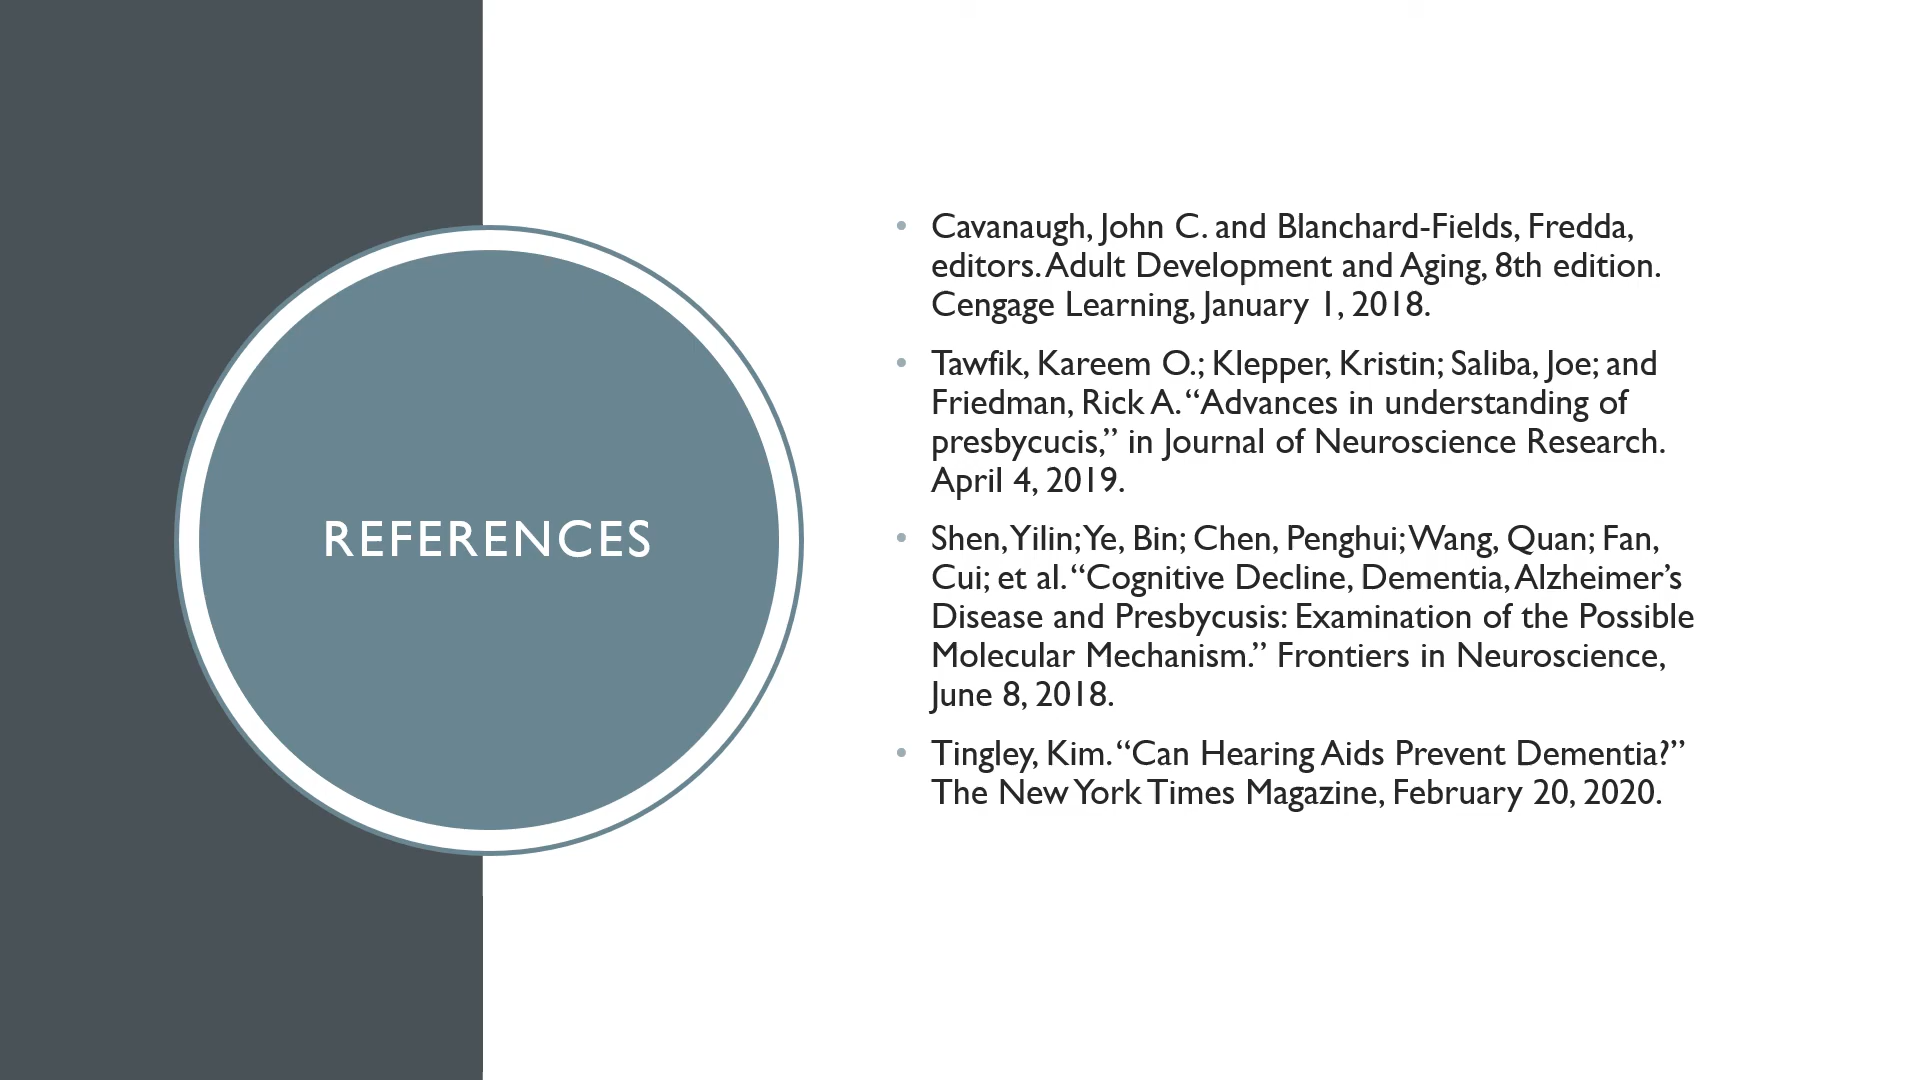 REFERENCES
• Cavanaugh, John C. and Blanchard-Fields, Fredda,
editors. Adult Development and Aging, 8th edition.
Cengage Learning, January 1, 2018.
• Tawfik, Kareem O.; Klepper, Kristin; Saliba, Joe; and
Friedman, Rick A. “Advances in understanding of
presbycucis,” in Journal of Neuroscience Research.
April 4, 2019.
• Shen, Yilin; Ye, Bin; Chen, Penghui; Wang, Quan; Fan,
Cui; et al. “Cognitive Decline, Dementia, Alzheimer’s
Disease and Presbycusis: Examination of the Possible
Molecular Mechanism.” Frontiers in Neuroscience,
June 8, 2018.
• Tingley, Kim. “Can Hearing Aids Prevent Dementia?”
The New York Times Magazine, February 20, 2020.